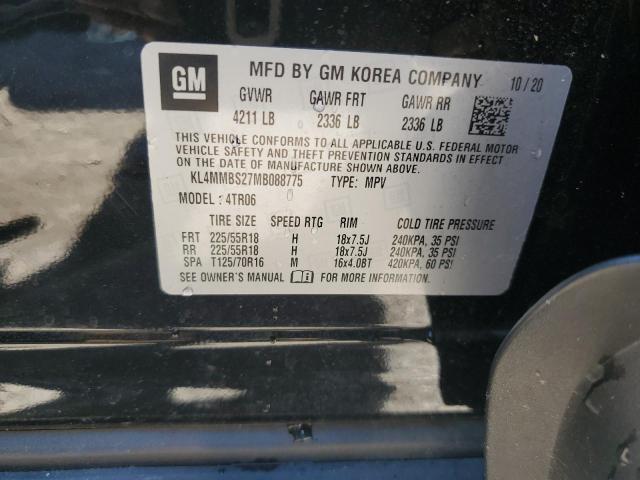 GM MFD BY GM KOREA COMPANY 10/20
GVWR GAWR FRT GAWR RR
4211 LB 2336 LB 2336 LB
THIS VEHICLE CONFORMS TO ALL APPLICABLE U.S. FEDERAL MOTOR
VEHICLE SAFETY AND THEFT PREVENTION STANDARDS IN EFFECT
ON THE DATE OF MANUFACTURE SHOWN ABOVE.
KL4MMBS27MB088775 TYPE: MPV
MODEL: 4TR06
TIRE SIZE SPEED RTG RIM COLD TIRE PRESSURE
FRT 225/55R18 H 18x7.5J 240KPA, 35 PSI
RR 225/55R18 H 18x7.5J 240KPA, 35 PSI
SPA T125/70R16 M 16x4.0BT 420KPA, 60 PSI
SEE OWNER'S MANUAL FOR MORE INFORMATION.